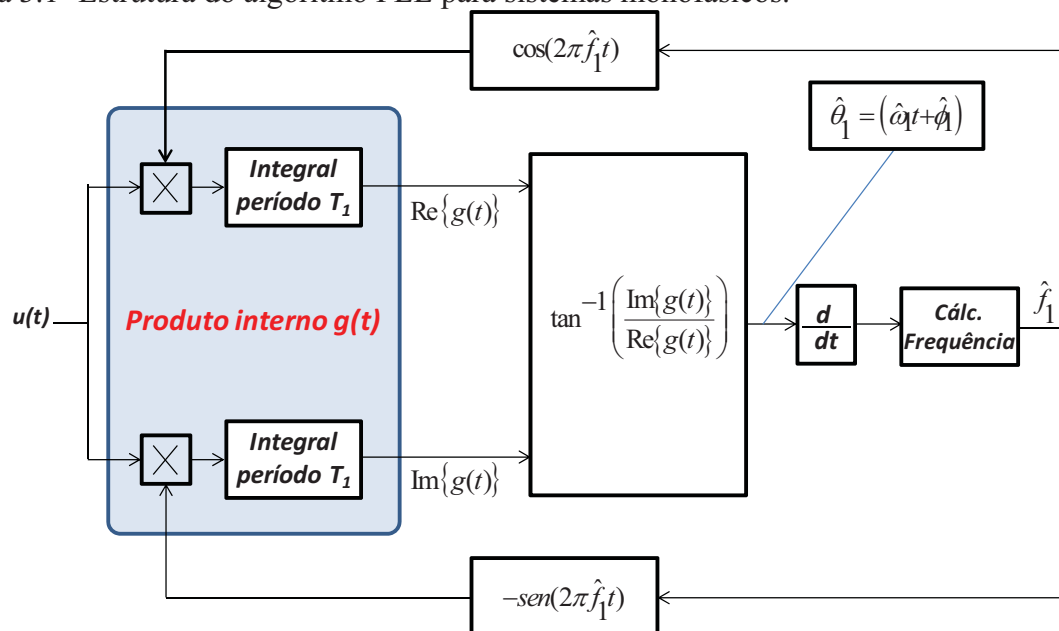 a 3.1- Estrutura do algoritmo PLL para sistemas monofásicos.
cos(2πf̂₁t)
θ̂₁ = (ω̂₁t+φ̂₁)
Integral
período T₁
Re{g(t)}
u(t)
Produto interno g(t)
tan⁻¹(Im{g(t)}/Re{g(t)})
d/dt
Cálc.
Frequência
f̂₁
Integral
período T₁
Im{g(t)}
−sen(2πf̂₁t)